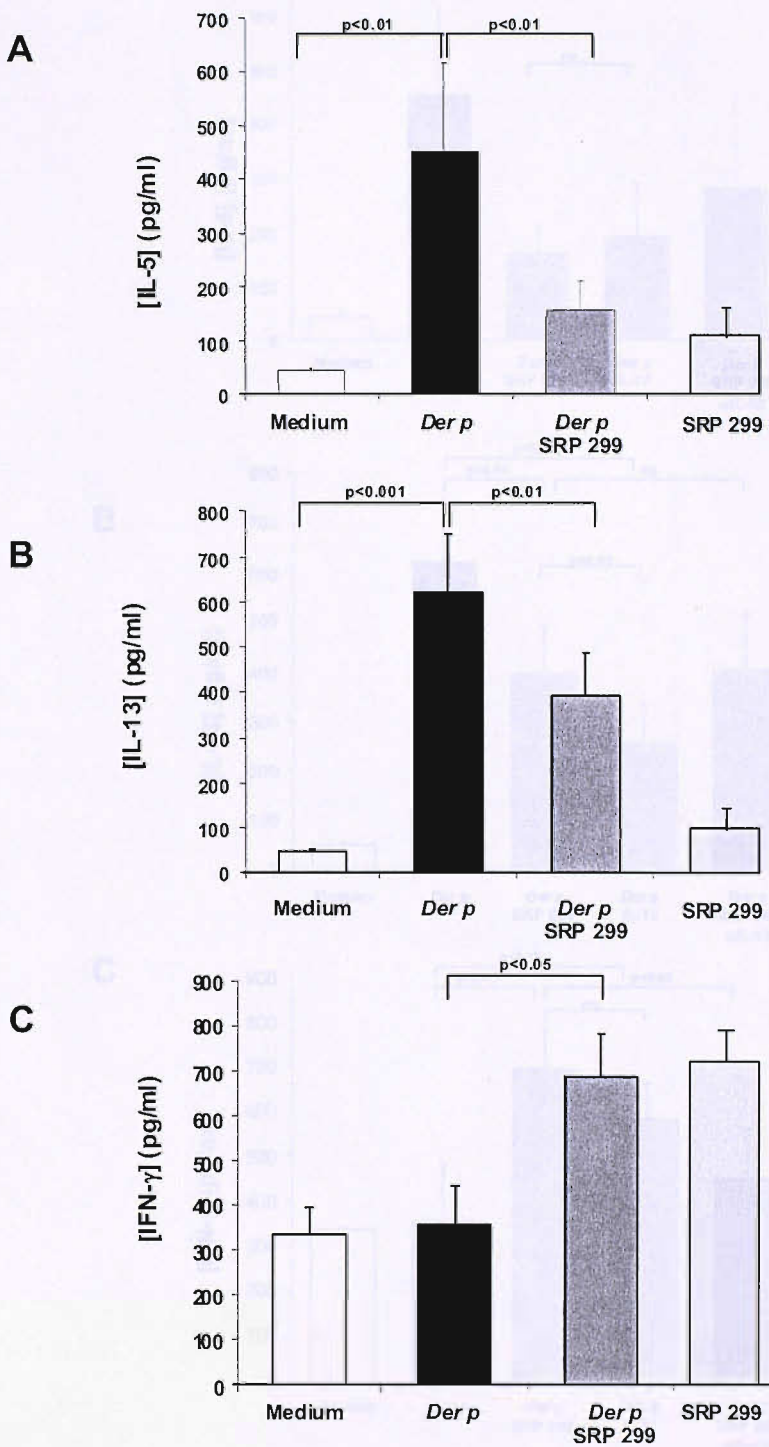 A
[IL-5] (pg/ml)
700
600
500
400
300
200
100
0
p<0.01
p<0.01
Medium
Der p
Der p
SRP 299
SRP 299
B
[IL-13] (pg/ml)
800
700
600
500
400
300
200
100
0
p<0.001
p<0.01
Medium
Der p
Der p
SRP 299
SRP 299
C
[IFN-γ] (pg/ml)
900
800
700
600
500
400
300
200
100
0
p<0.05
Medium
Der p
Der p
SRP 299
SRP 299